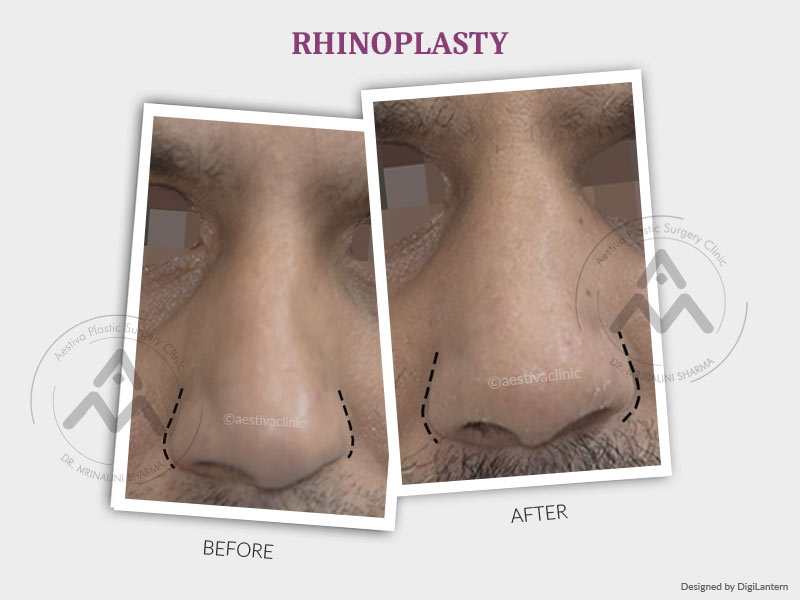 RHINOPLASTY
Aestiva Plastic Surgery Clinic
DR. MRINALINI SHARMA
©aestivaclinic
Aestiva Plastic Surgery Clinic
DR. MRINALINI SHARMA
©aestivaclinic
BEFORE
AFTER
Designed by DigiLantern